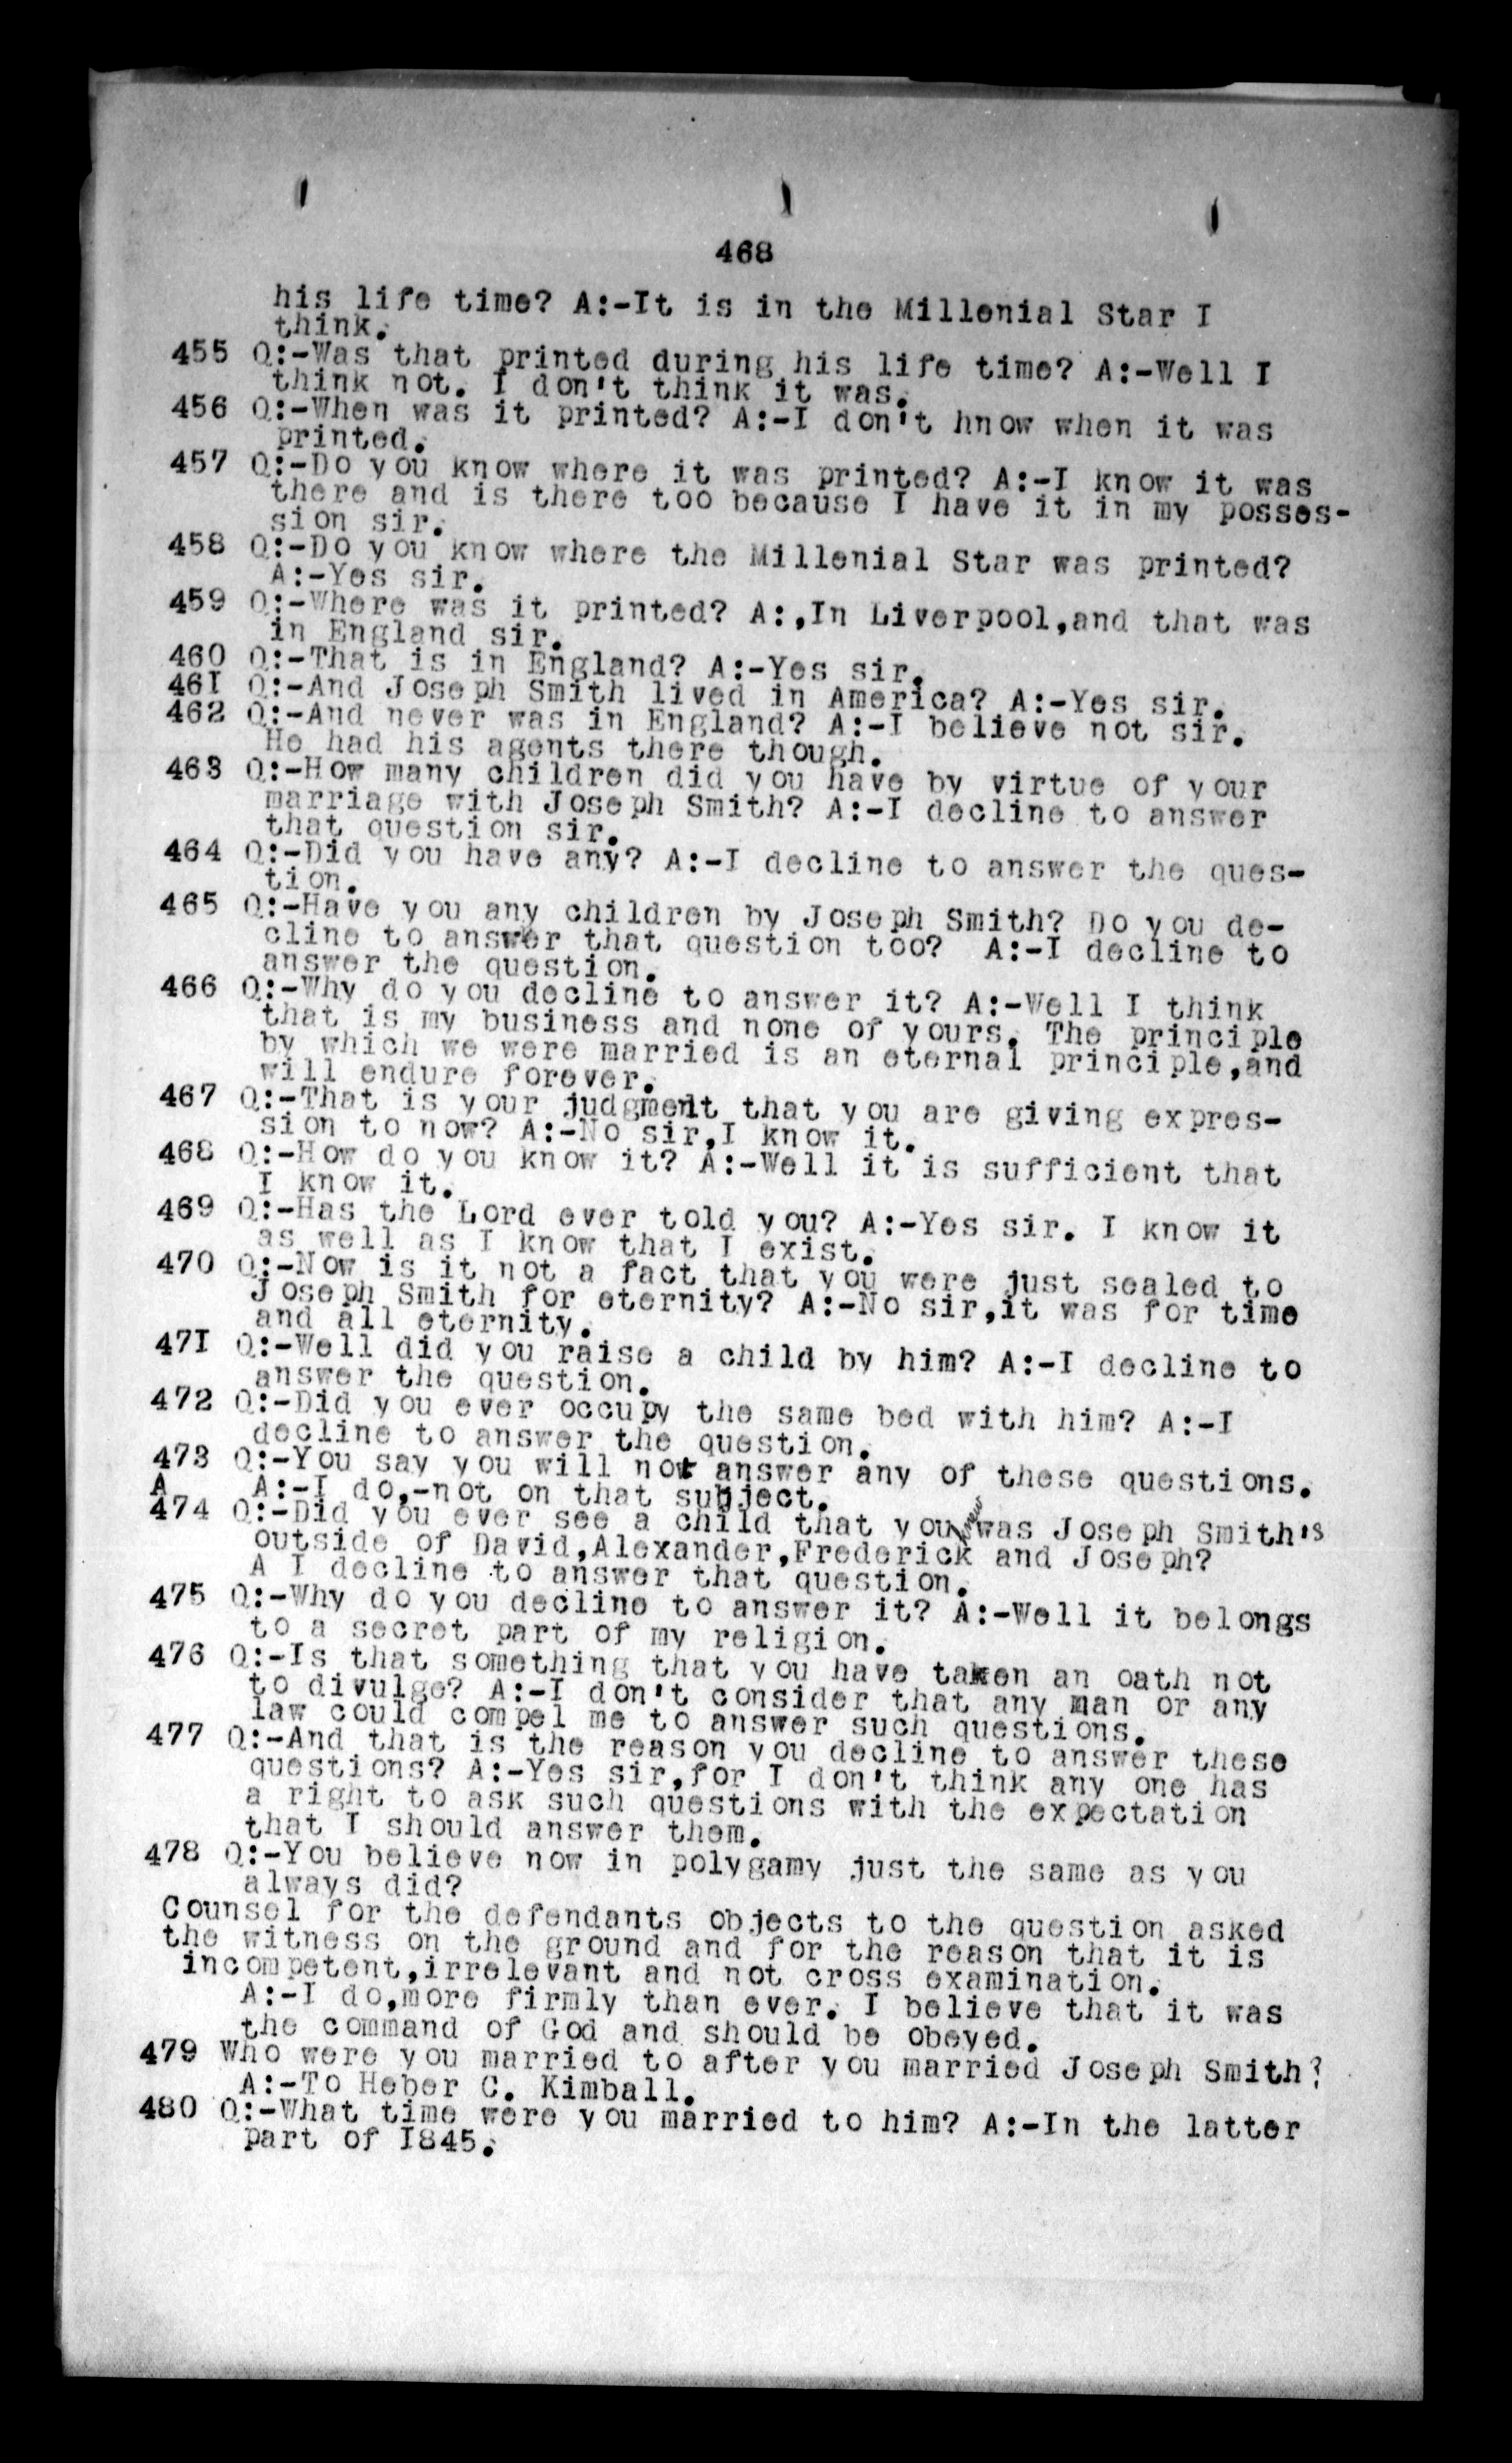 468
his life time? A:-It is in the Millenial Star I
think.
455 Q:-Was that printed during his life time? A:-Well I
think not. I don't think it was.
456 Q:-When was it printed? A:-I don't hnow when it was
printed.
457 Q:-Do you know where it was printed? A:-I know it was
there and is there too because I have it in my posses-
sion sir.
458 Q:-Do you know where the Millenial Star was printed?
A:-Yes sir.
459 Q:-Where was it printed? A:,In Liverpool,and that was
in England sir.
460 Q:-That is in England? A:-Yes sir.
461 Q:-And Joseph Smith lived in America? A:-Yes sir.
462 Q:-And never was in England? A:-I believe not sir.
He had his agents there though.
463 Q:-How many children did you have by virtue of your
marriage with Joseph Smith? A:-I decline to answer
that question sir.
464 Q:-Did you have any? A:-I decline to answer the ques-
tion.
465 Q:-Have you any children by Joseph Smith? Do you de-
cline to answer that question too? A:-I decline to
answer the question.
466 Q:-Why do you decline to answer it? A:-Well I think
that is my business and none of yours. The principle
by which we were married is an eternal principle,and
will endure forever.
467 Q:-That is your judgment that you are giving expres-
sion to now? A:-No sir,I know it.
468 Q:-How do you know it? A:-Well it is sufficient that
I know it.
469 Q:-Has the Lord ever told you? A:-Yes sir. I know it
as well as I know that I exist.
470 Q:-Now is it not a fact that you were just sealed to
Joseph Smith for eternity? A:-No sir,it was for time
and all eternity.
471 Q:-Well did you raise a child by him? A:-I decline to
answer the question.
472 Q:-Did you ever occupy the same bed with him? A:-I
decline to answer the question.
473 Q:-You say you will not answer any of these questions.
A A:-I do,-not on that subject.
474 Q:-Did you ever see a child that you know was Joseph Smith's
outside of David,Alexander,Frederick and Joseph?
A I decline to answer that question.
475 Q:-Why do you decline to answer it? A:-Well it belongs
to a secret part of my religion.
476 Q:-Is that something that you have taken an oath not
to divulge? A:-I don't consider that any man or any
law could compel me to answer such questions.
477 Q:-And that is the reason you decline to answer these
questions? A:-Yes sir,for I don't think any one has
a right to ask such questions with the expectation
that I should answer them.
478 Q:-You believe now in polygamy just the same as you
always did?
Counsel for the defendants objects to the question asked
the witness on the ground and for the reason that it is
incompetent,irrelevant and not cross examination.
A:-I do,more firmly than ever. I believe that it was
the command of God and should be obeyed.
479 Who were you married to after you married Joseph Smith?
A:-To Heber C. Kimball.
480 Q:-What time were you married to him? A:-In the latter
part of 1845.